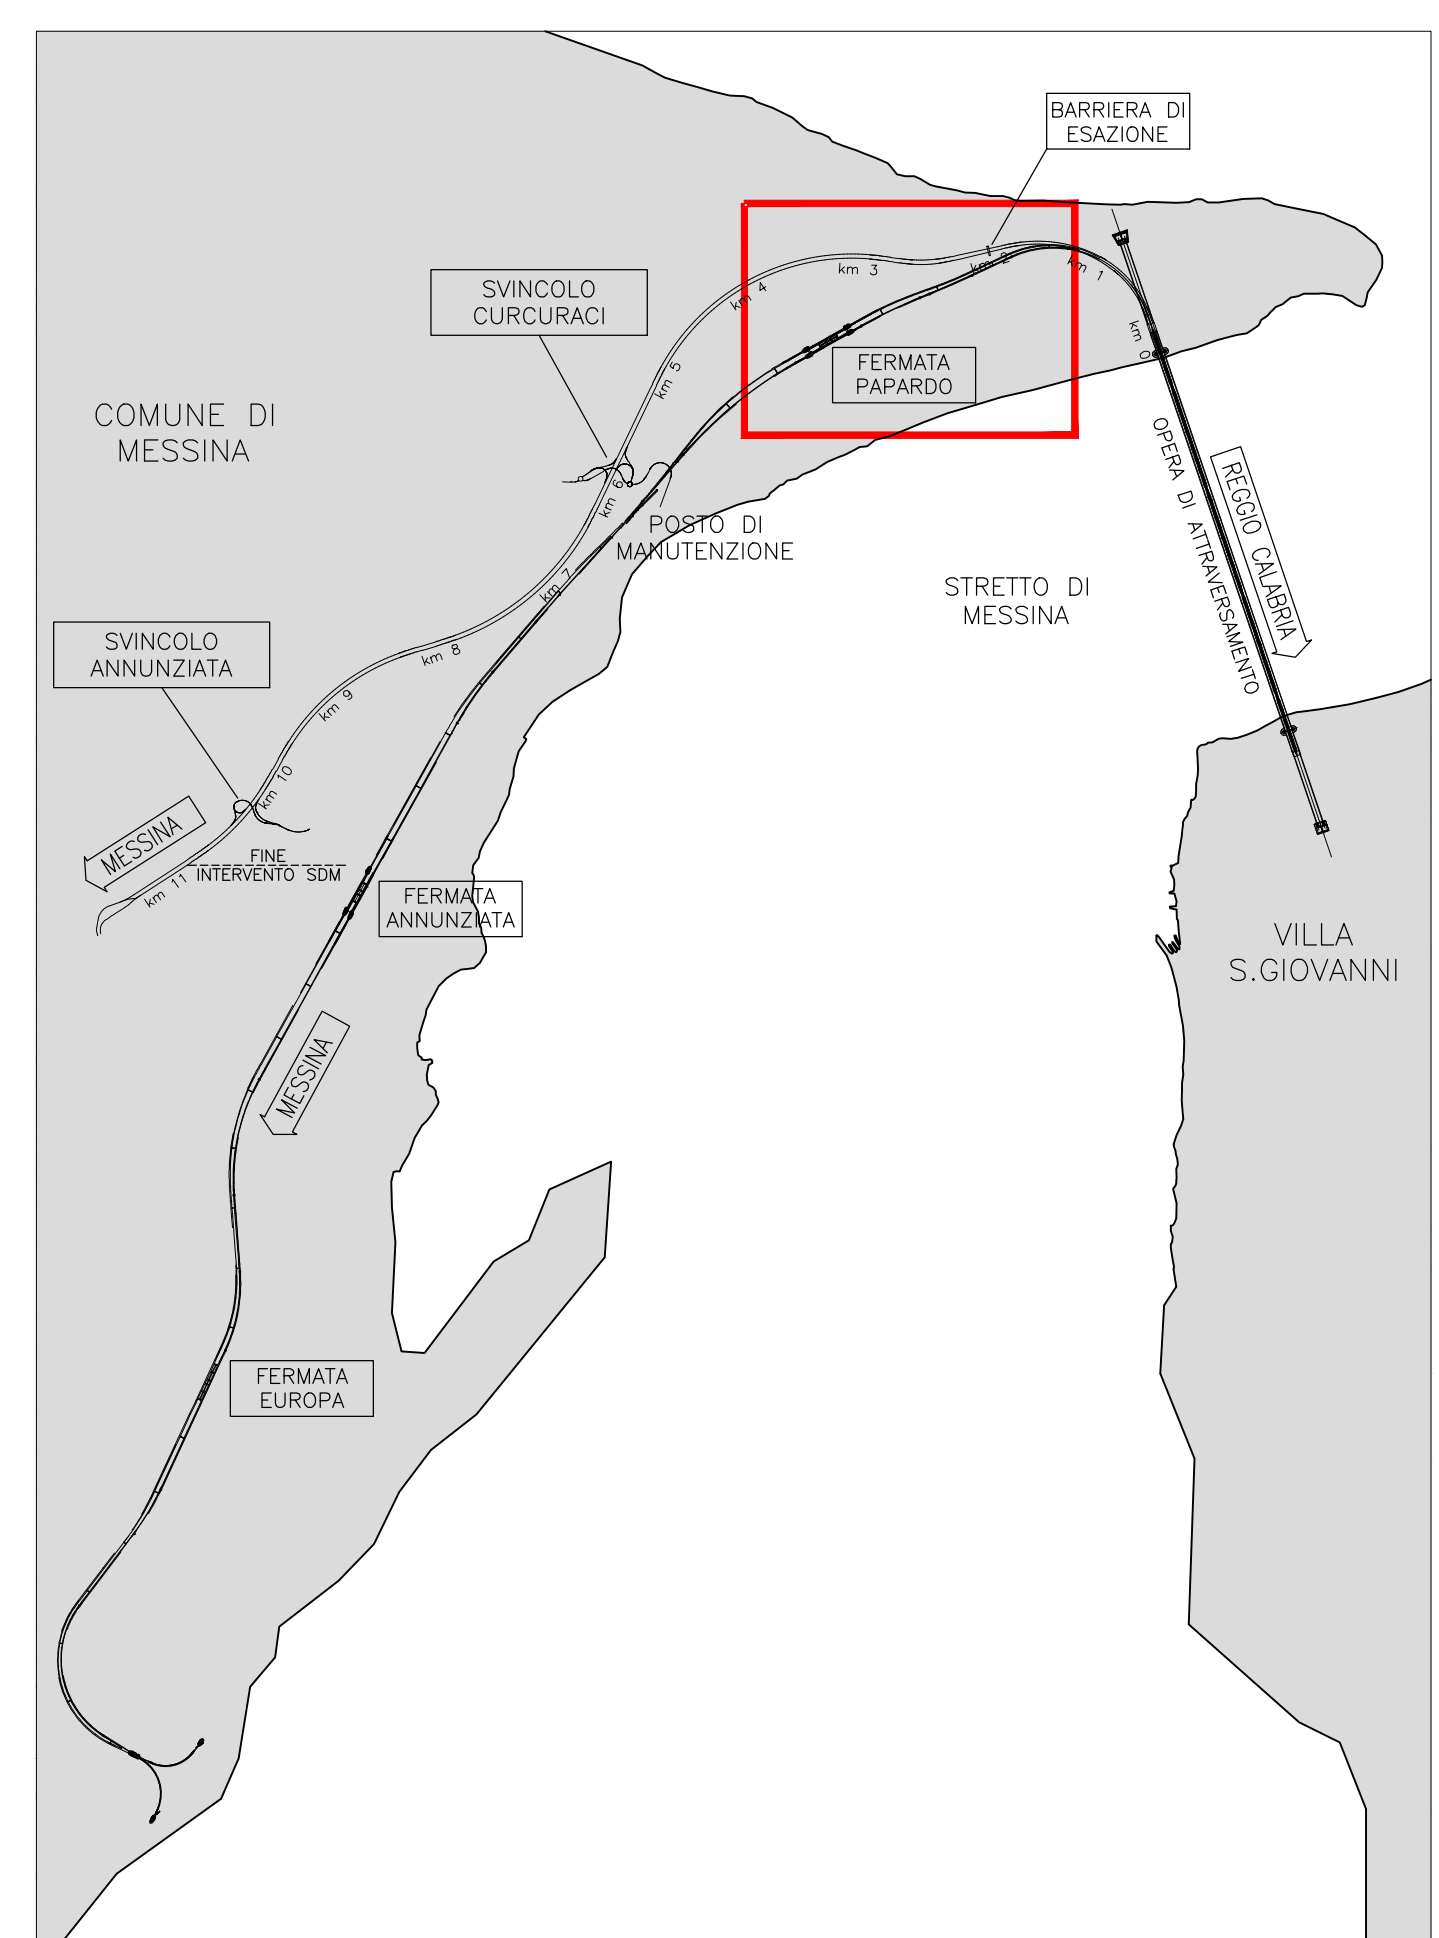 BARRIERA DI
ESAZIONE
km 2
km 3
km 1
km 4
SVINCOLO
CURCURACI
km 0
FERMATA
PAPARDO
km 5
COMUNE DI
MESSINA
OPERA DI ATTRAVERSAMENTO
REGGIO CALABRIA
km 6
POSTO DI
MANUTENZIONE
STRETTO DI
MESSINA
km 7
SVINCOLO
ANNUNZIATA
km 8
km 9
km 10
MESSINA
FINE
INTERVENTO SDM
km 11
FERMATA
ANNUNZIATA
VILLA
S.GIOVANNI
MESSINA
FERMATA
EUROPA